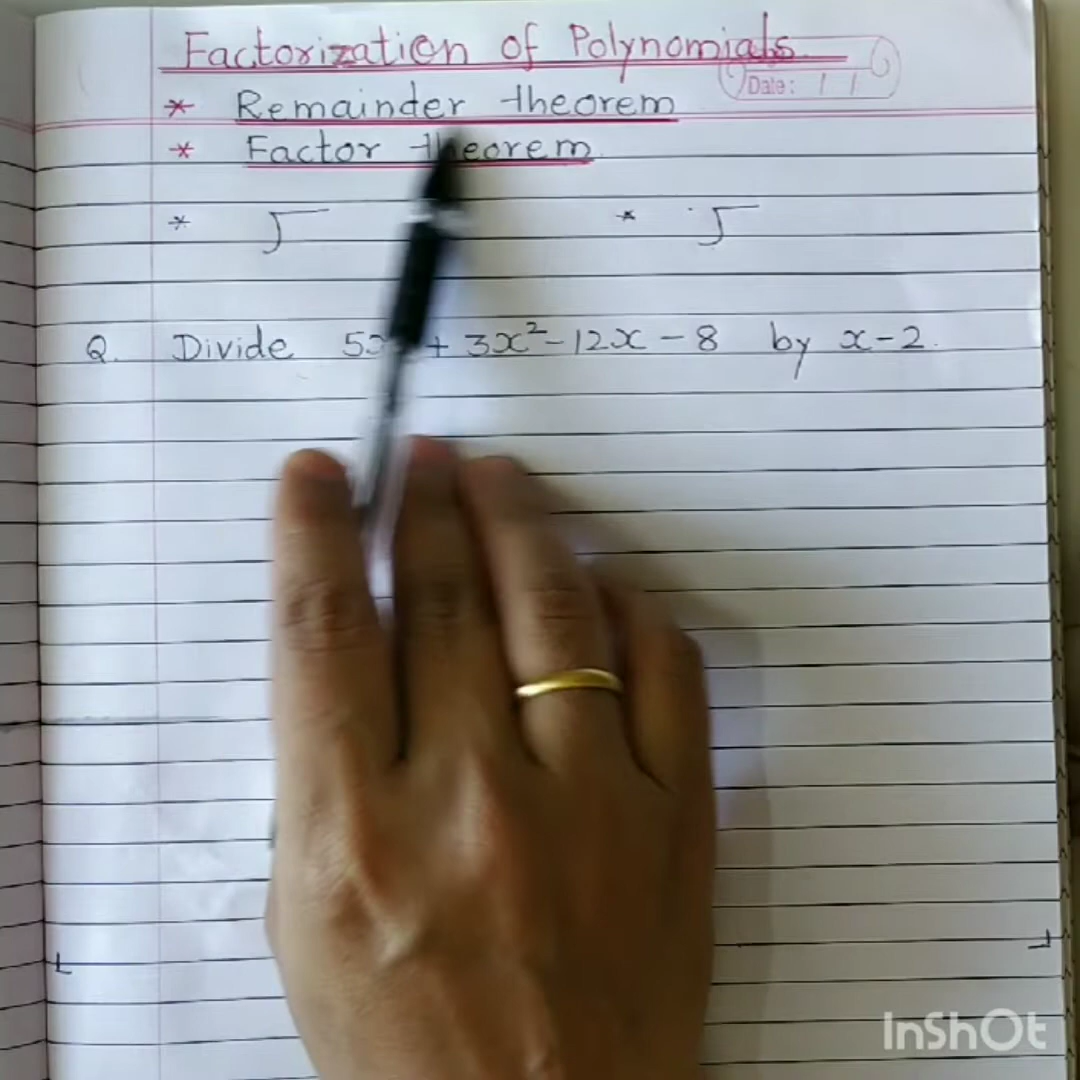 Factorization of Polynomials
Date: / /
* Remainder theorem
* Factor theorem
* *
Q. Divide + 3x²-12x-8 by x-2.
InShOt